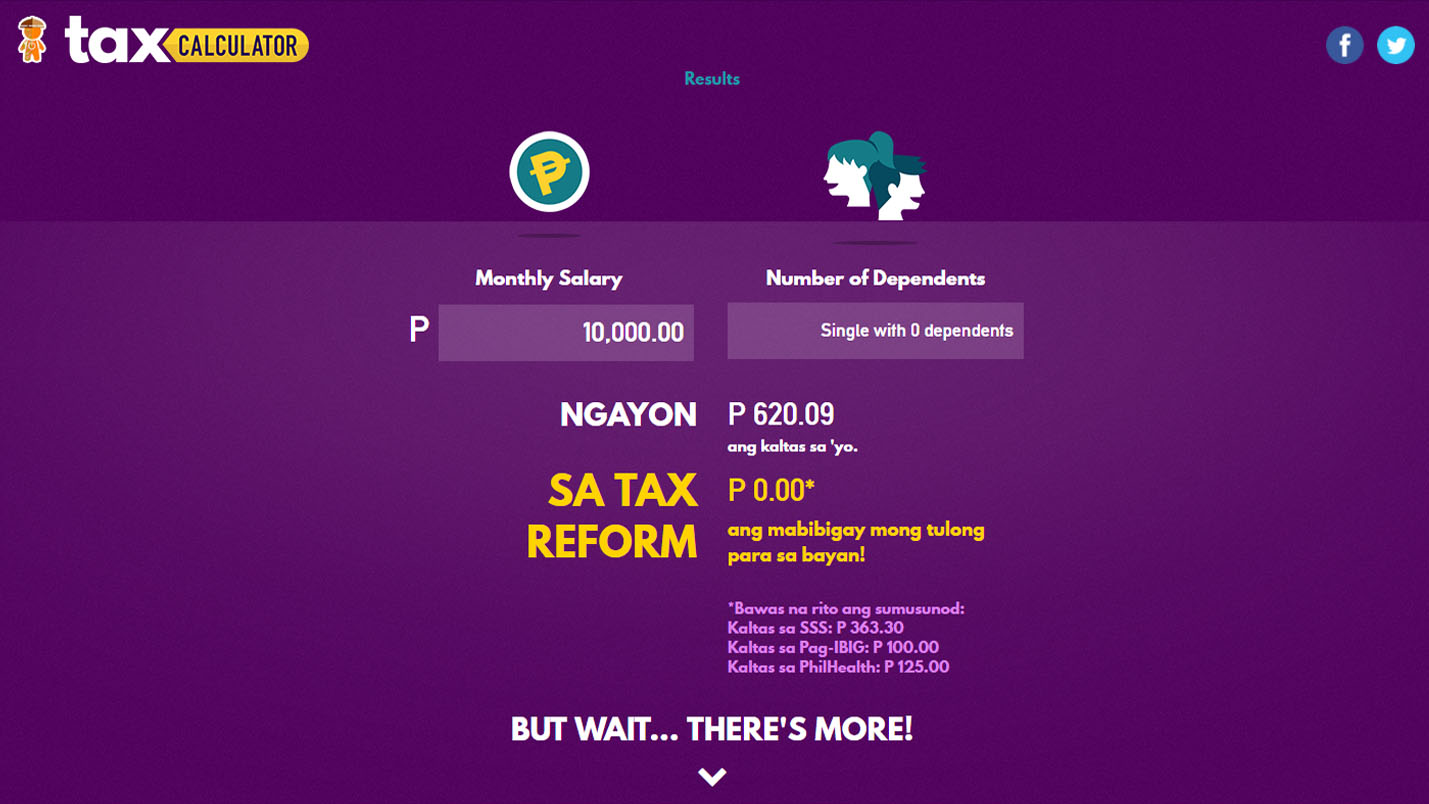 tax CALCULATOR
Results
Monthly Salary
Number of Dependents
P 10,000.00
Single with 0 dependents
NGAYON
P 620.09
ang kaltas sa 'yo.
SA TAX
REFORM
P 0.00*
ang mabibigay mong tulong
para sa bayan!
*Bawas na rito ang sumusunod:
Kaltas sa SSS: P 363.30
Kaltas sa Pag-IBIG: P 100.00
Kaltas sa PhilHealth: P 125.00
BUT WAIT... THERE'S MORE!